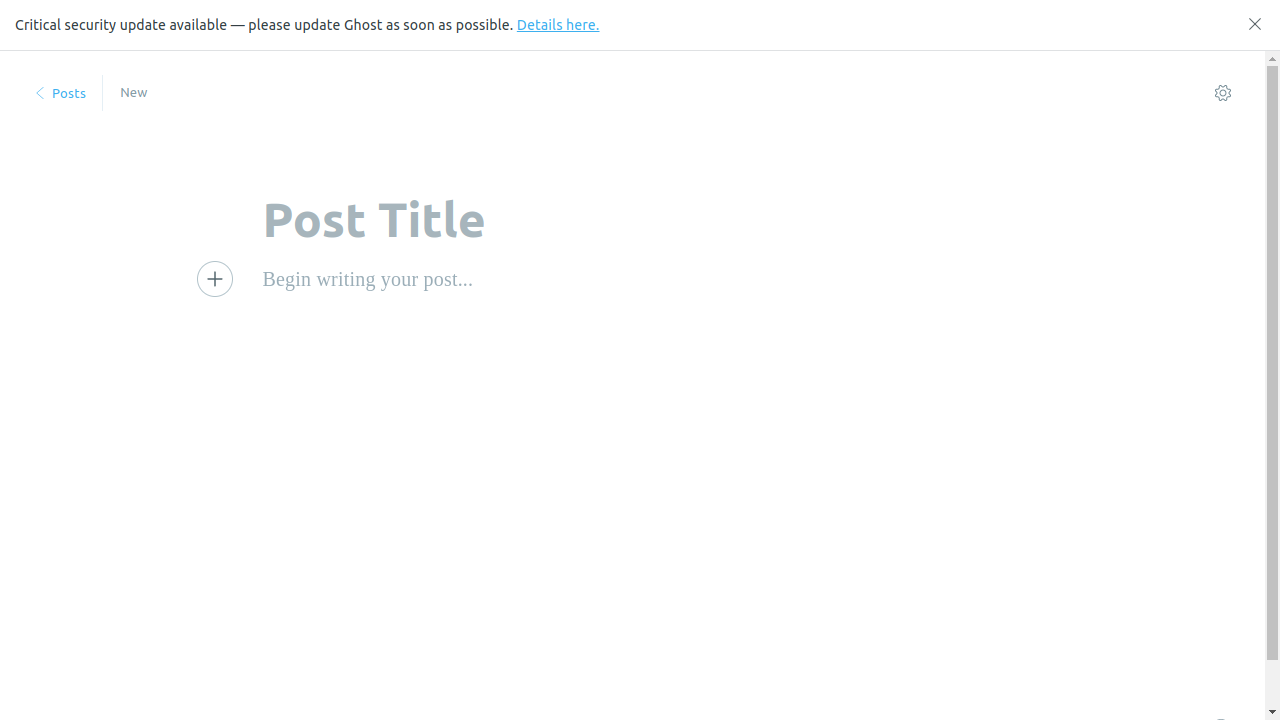 Critical security update available — please update Ghost as soon as possible. Details here.
Posts
New
Post Title
Begin writing your post...